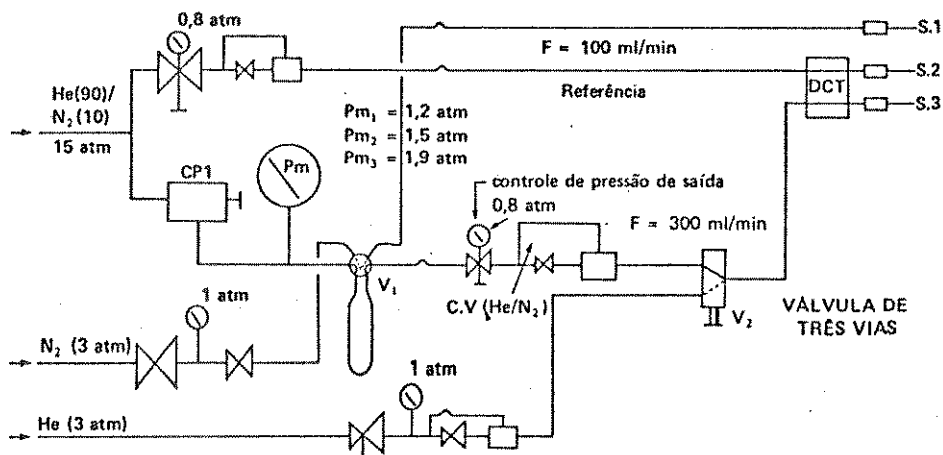 0,8 atm
S.1
F = 100 ml/min
S.2
DCT
Referência
S.3
He(90)/
N₂(10)
15 atm
Pm₁ = 1,2 atm
Pm₂ = 1,5 atm
Pm₃ = 1,9 atm
CP1
Pm
controle de pressão de saída
0,8 atm
F = 300 ml/min
V₁
C.V (He/N₂)
V₂
VÁLVULA DE
TRÊS VIAS
1 atm
N₂ (3 atm)
1 atm
He (3 atm)